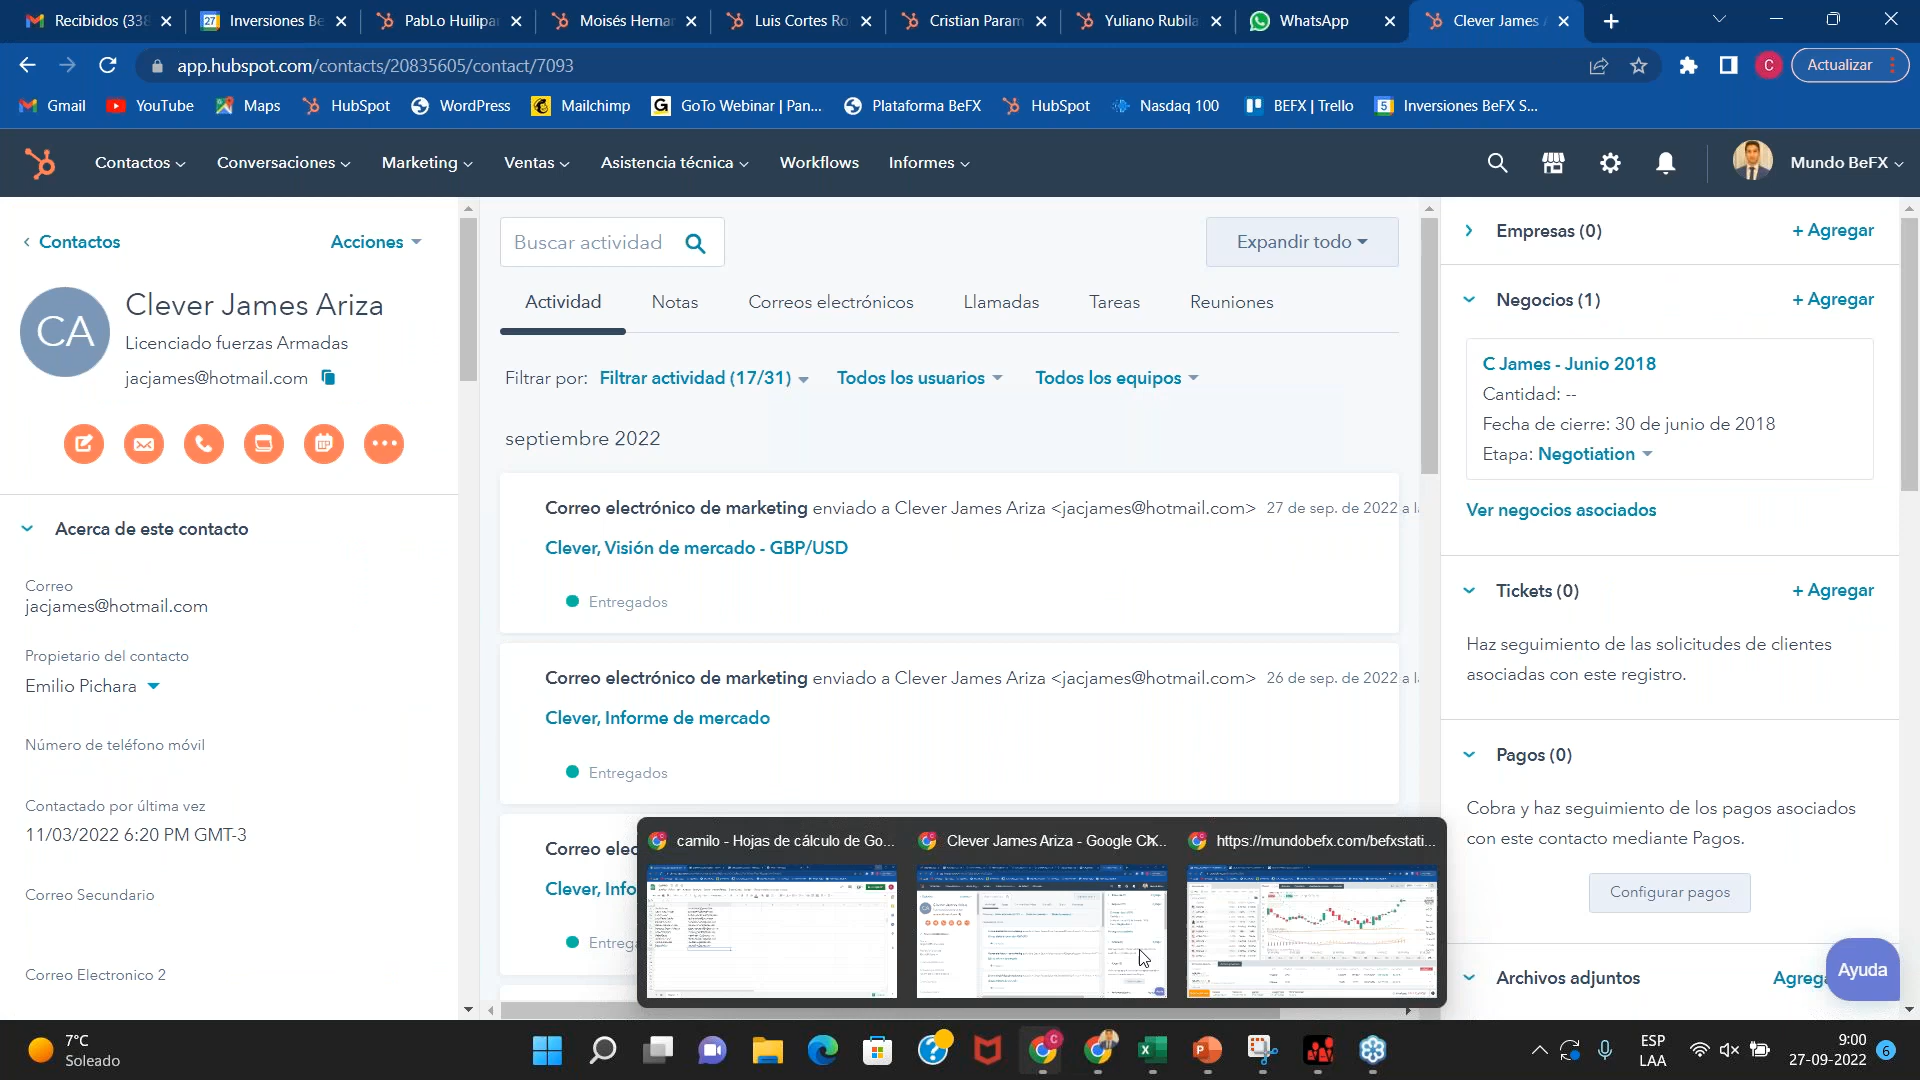 Recibidos (338
Inversiones Be
PabLo Huilipa
Moisés Herna
Luis Cortes Ro
Cristian Param
Yuliano Rubila
WhatsApp
Clever James
app.hubspot.com/contacts/20835605/contact/7093
C
Actualizar
Gmail
YouTube
Maps
HubSpot
WordPress
Mailchimp
GoTo Webinar | Pan...
Plataforma BeFX
HubSpot
Nasdaq 100
BEFX | Trello
Inversiones BeFX S...
Contactos
Conversaciones
Marketing
Ventas
Asistencia técnica
Workflows
Informes
Mundo BeFX
Contactos
Acciones
CA
Clever James Ariza
Licenciado fuerzas Armadas
jacjames@hotmail.com
Acerca de este contacto
Correo
jacjames@hotmail.com
Propietario del contacto
Emilio Pichara
Número de teléfono móvil
Contactado por última vez
11/03/2022 6:20 PM GMT-3
Correo Secundario
Correo Electronico 2
Buscar actividad
Expandir todo
Actividad
Notas
Correos electrónicos
Llamadas
Tareas
Reuniones
Filtrar por: Filtrar actividad (17/31) Todos los usuarios Todos los equipos
septiembre 2022
Correo electrónico de marketing enviado a Clever James Ariza <jacjames@hotmail.com> 27 de sep. de 2022 a l
Clever, Visión de mercado - GBP/USD
Entregados
Correo electrónico de marketing enviado a Clever James Ariza <jacjames@hotmail.com> 26 de sep. de 2022 a l
Clever, Informe de mercado
Entregados
Correo elec
Clever, Info
Entrega
camilo - Hojas de cálculo de Go...
Clever James Ariza - Google Ch...
https://mundobefx.com/befxstati...
Empresas (0)
+ Agregar
Negocios (1)
+ Agregar
C James - Junio 2018
Cantidad: --
Fecha de cierre: 30 de junio de 2018
Etapa: Negotiation
Ver negocios asociados
Tickets (0)
+ Agregar
Haz seguimiento de las solicitudes de clientes
asociadas con este registro.
Pagos (0)
Cobra y haz seguimiento de los pagos asociados
con este contacto mediante Pagos.
Configurar pagos
Archivos adjuntos
Agrega
Ayuda
7°C
Soleado
ESP
LAA
9:00
27-09-2022
6